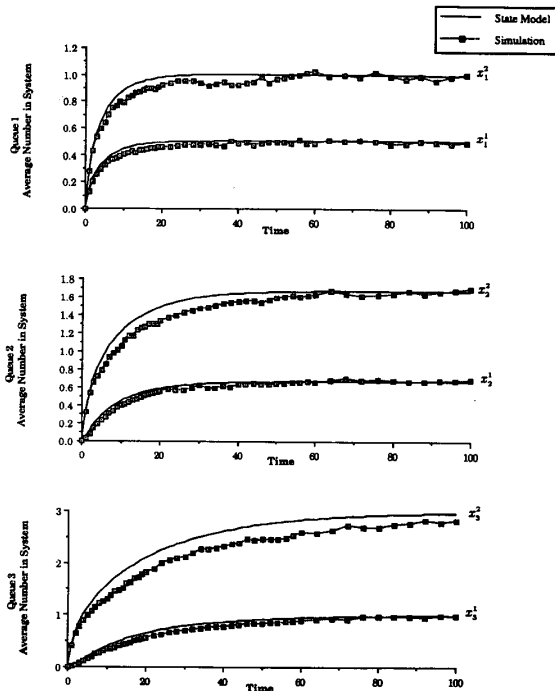 State Model
Simulation
Queue 1
Average Number in System
1.2
1.0
0.8
0.6
0.4
0.2
0.0
0
20
40
60
80
100
Time
x₁²
x₁¹
Queue 2
Average Number in System
1.8
1.6
1.4
1.2
1.0
0.8
0.6
0.4
0.2
0.0
0
20
40
60
80
100
Time
x₂²
x₂¹
Queue 3
Average Number in System
3
2
1
0
0
20
40
60
80
100
Time
x₃²
x₃¹